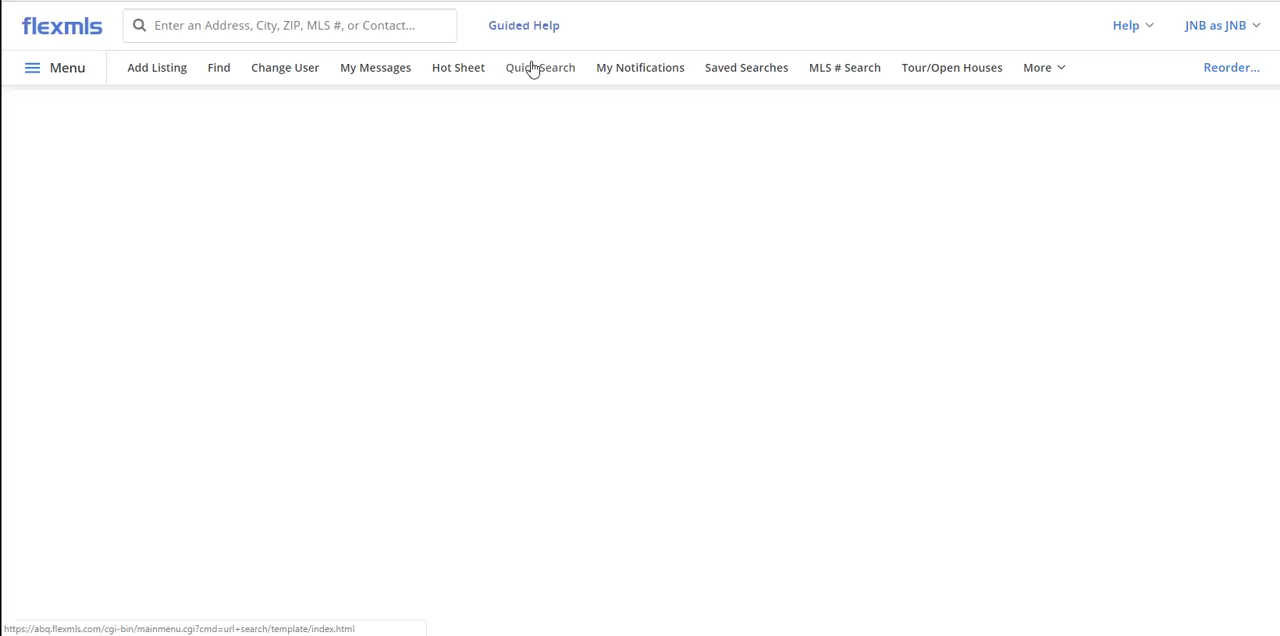 flexmls Enter an Address, City, ZIP, MLS #, or Contact... Guided Help Help JNB as JNB
Menu Add Listing Find Change User My Messages Hot Sheet Quick Search My Notifications Saved Searches MLS # Search Tour/Open Houses More Reorder...
https://abq.flexmls.com/cgi-bin/mainmenu.cgi?cmd=url+search/template/index.html